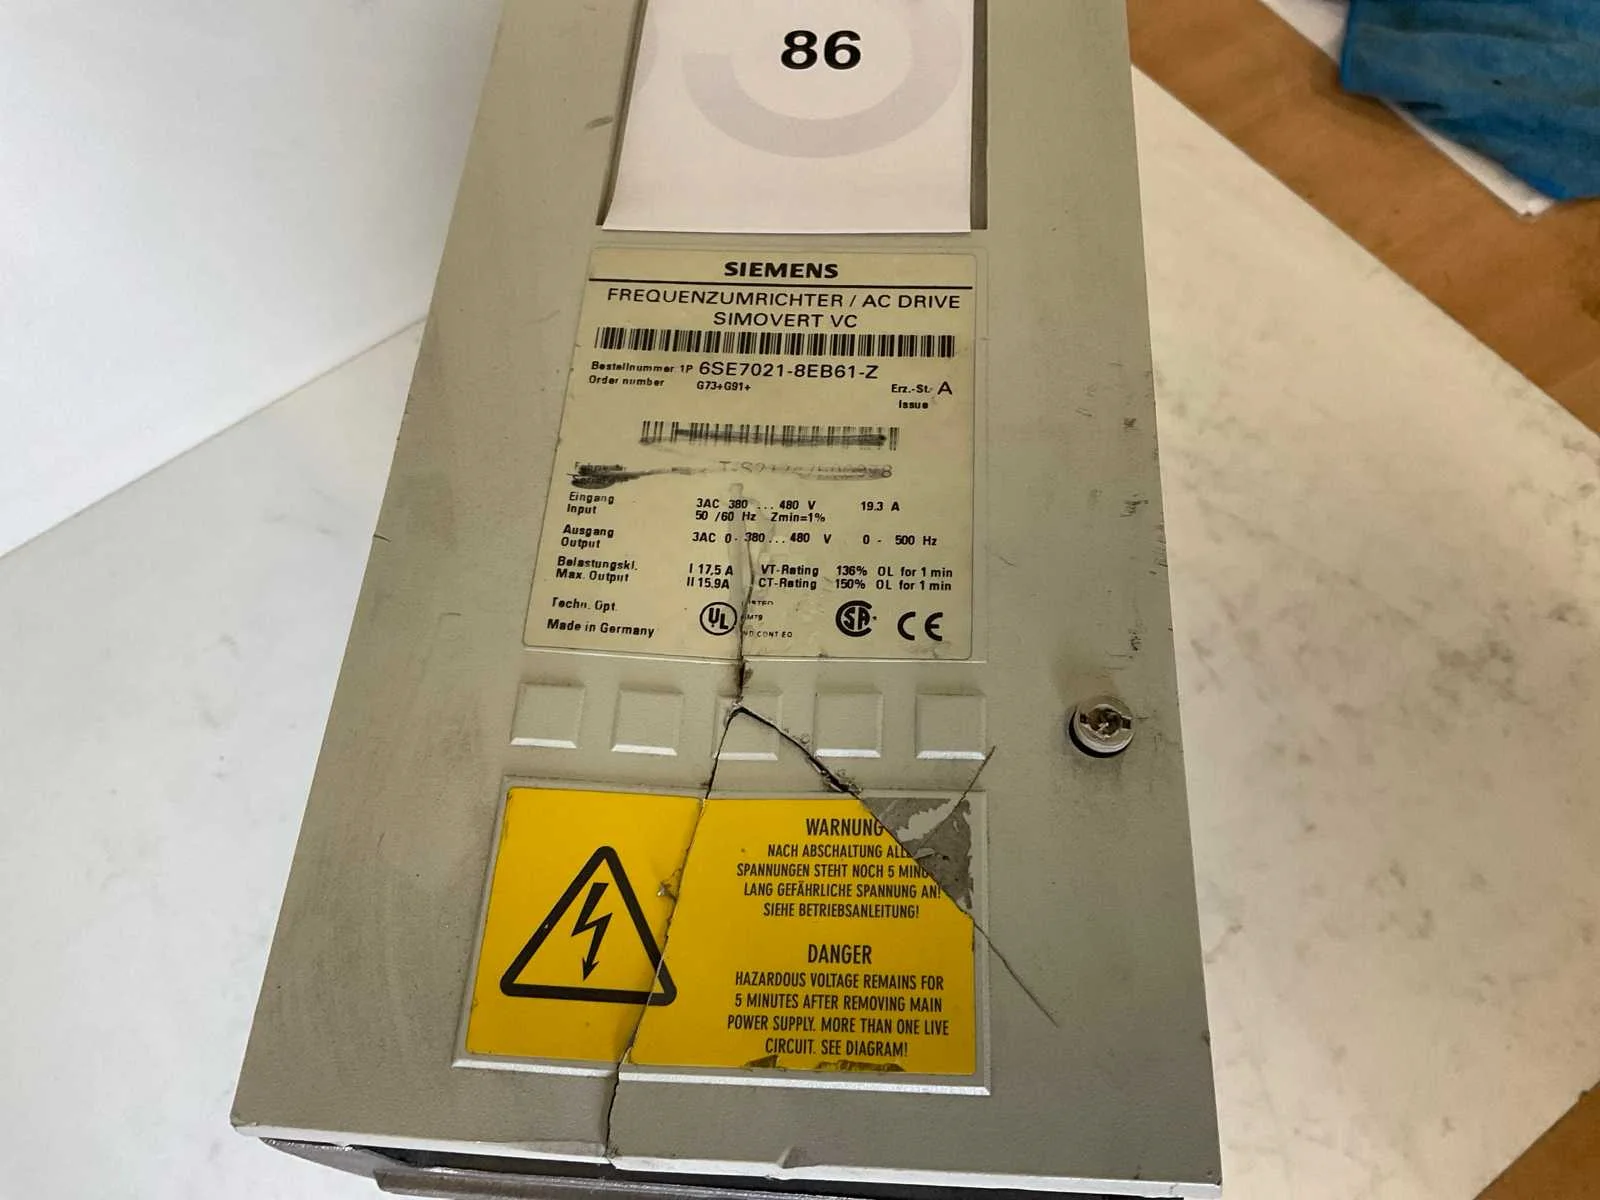 86
SIEMENS
FREQUENZUMRICHTER / AC DRIVE
SIMOVERT VC
Bestellnummer 1P 6SE7021-8EB61-Z
Order number G73+G91+ Erz.-St. A
Issue
Eingang 3AC 380 ... 480 V 19.3 A
Input 50 /60 Hz Zmin=1%
Ausgang
Output 3AC 0 - 380 ... 480 V 0 - 500 Hz
Belastungskl. I 17,5 A VT-Rating 136% OL for 1 min
Max. Output II 15.9A CT-Rating 150% OL for 1 min
Techn. Opt.
Made in Germany UL CONT EQ SA CE
WARNUNG
NACH ABSCHALTUNG
SPANNUNGEN STEHT NOCH 5
LANG GEFÄHRLICHE SPANNUNG AN!
SIEHE BETRIEBSANLEITUNG!
DANGER
HAZARDOUS VOLTAGE REMAINS FOR
5 MINUTES AFTER REMOVING MAIN
POWER SUPPLY. MORE THAN ONE LIVE
CIRCUIT. SEE DIAGRAM!